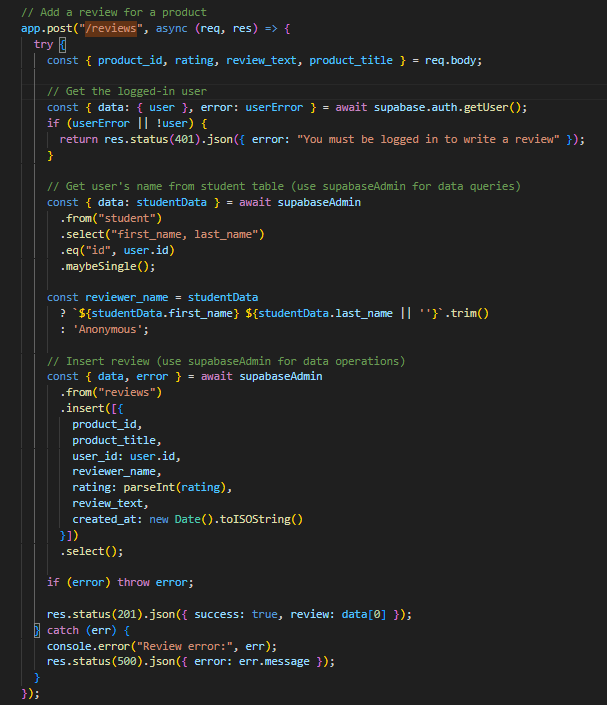 // Add a review for a product
app.post("/reviews", async (req, res) => {
  try {
    const { product_id, rating, review_text, product_title } = req.body;

    // Get the logged-in user
    const { data: { user }, error: userError } = await supabase.auth.getUser();
    if (userError || !user) {
      return res.status(401).json({ error: "You must be logged in to write a review" });
    }

    // Get user's name from student table (use supabaseAdmin for data queries)
    const { data: studentData } = await supabaseAdmin
      .from("student")
      .select("first_name, last_name")
      .eq("id", user.id)
      .maybeSingle();

    const reviewer_name = studentData
      ? `${studentData.first_name} ${studentData.last_name || ''}`.trim()
      : 'Anonymous';

    // Insert review (use supabaseAdmin for data operations)
    const { data, error } = await supabaseAdmin
      .from("reviews")
      .insert([{
        product_id,
        product_title,
        user_id: user.id,
        reviewer_name,
        rating: parseInt(rating),
        review_text,
        created_at: new Date().toISOString()
      }])
      .select();

    if (error) throw error;

    res.status(201).json({ success: true, review: data[0] });
  } catch (err) {
    console.error("Review error:", err);
    res.status(500).json({ error: err.message });
  }
});